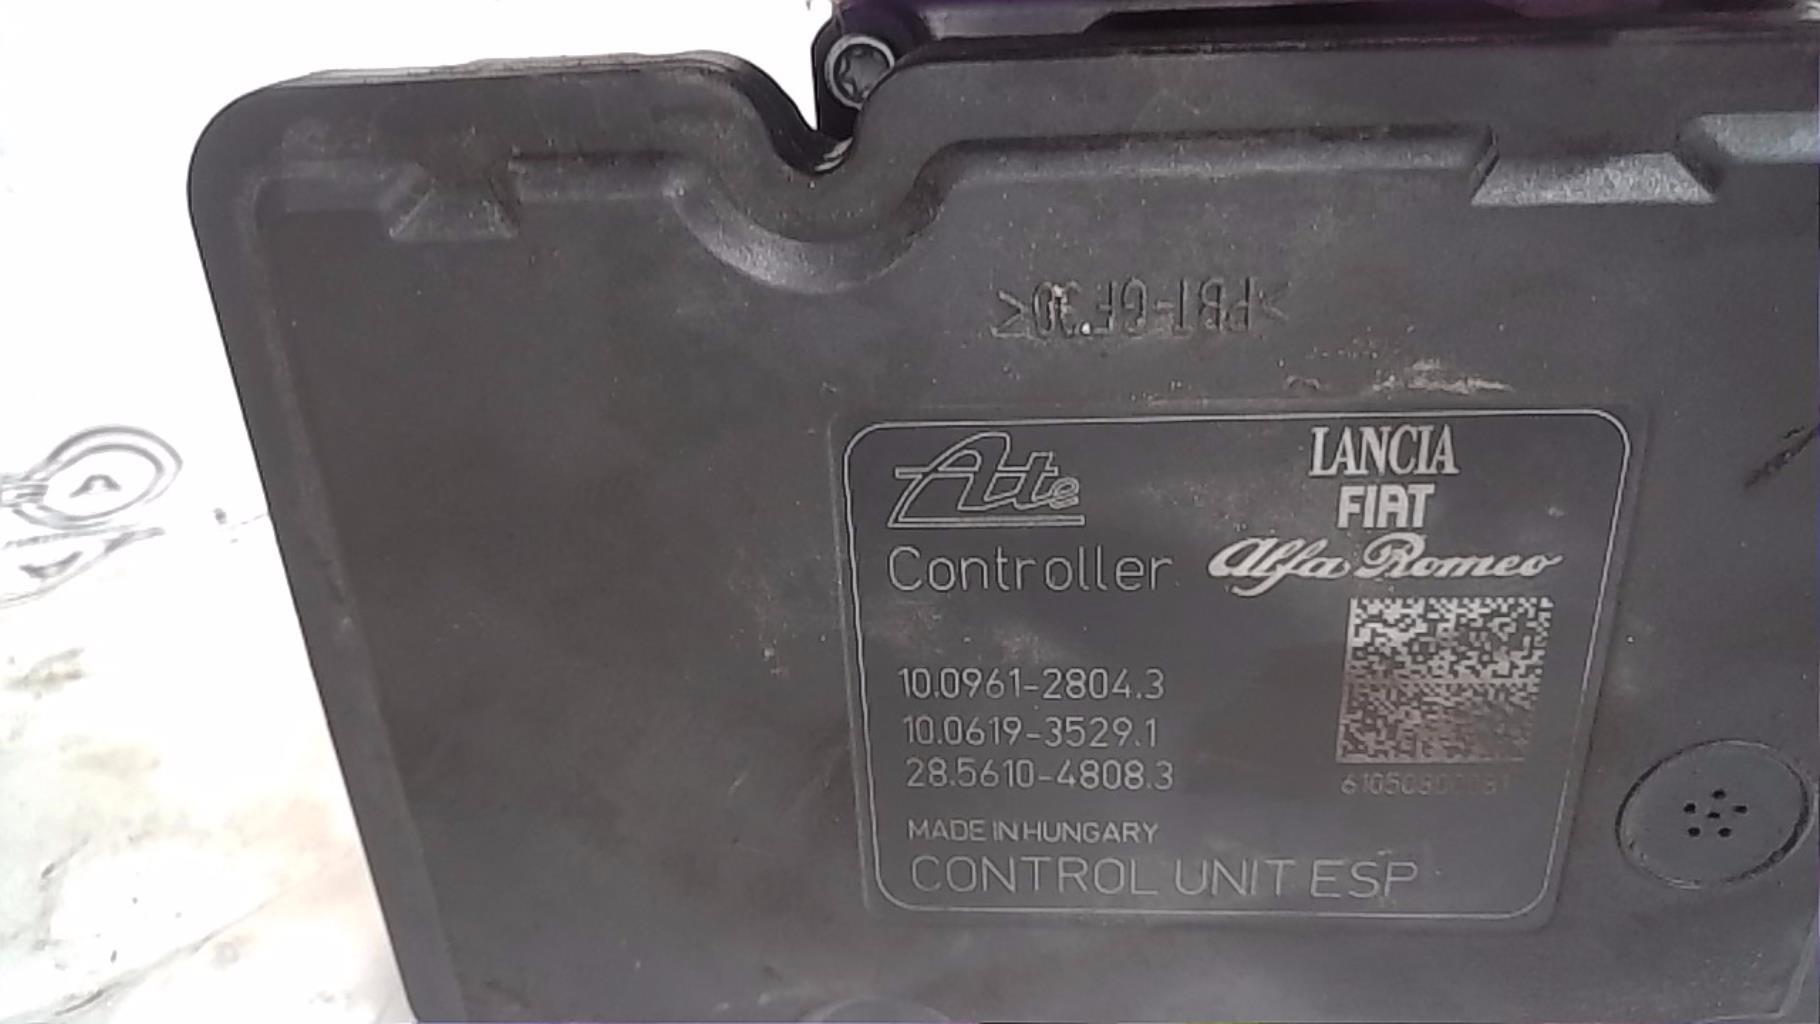 >PBT-GF30<
Ate
LANCIA
FIAT
Controller
Alfa Romeo
10.0961-2804.3
10.0619-3529.1
28.5610-4808.3
MADE IN HUNGARY
CONTROL UNIT ESP